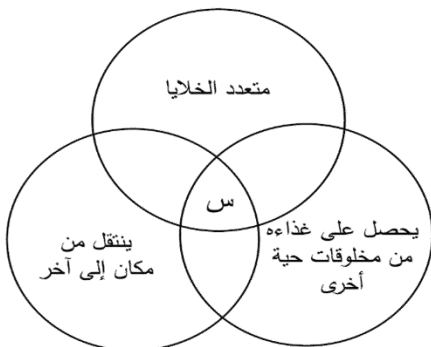 متعدد الخلايا
س
يحصل على غذاءه
من مخلوقات حية
أخرى
ينتقل من
مكان إلى آخر